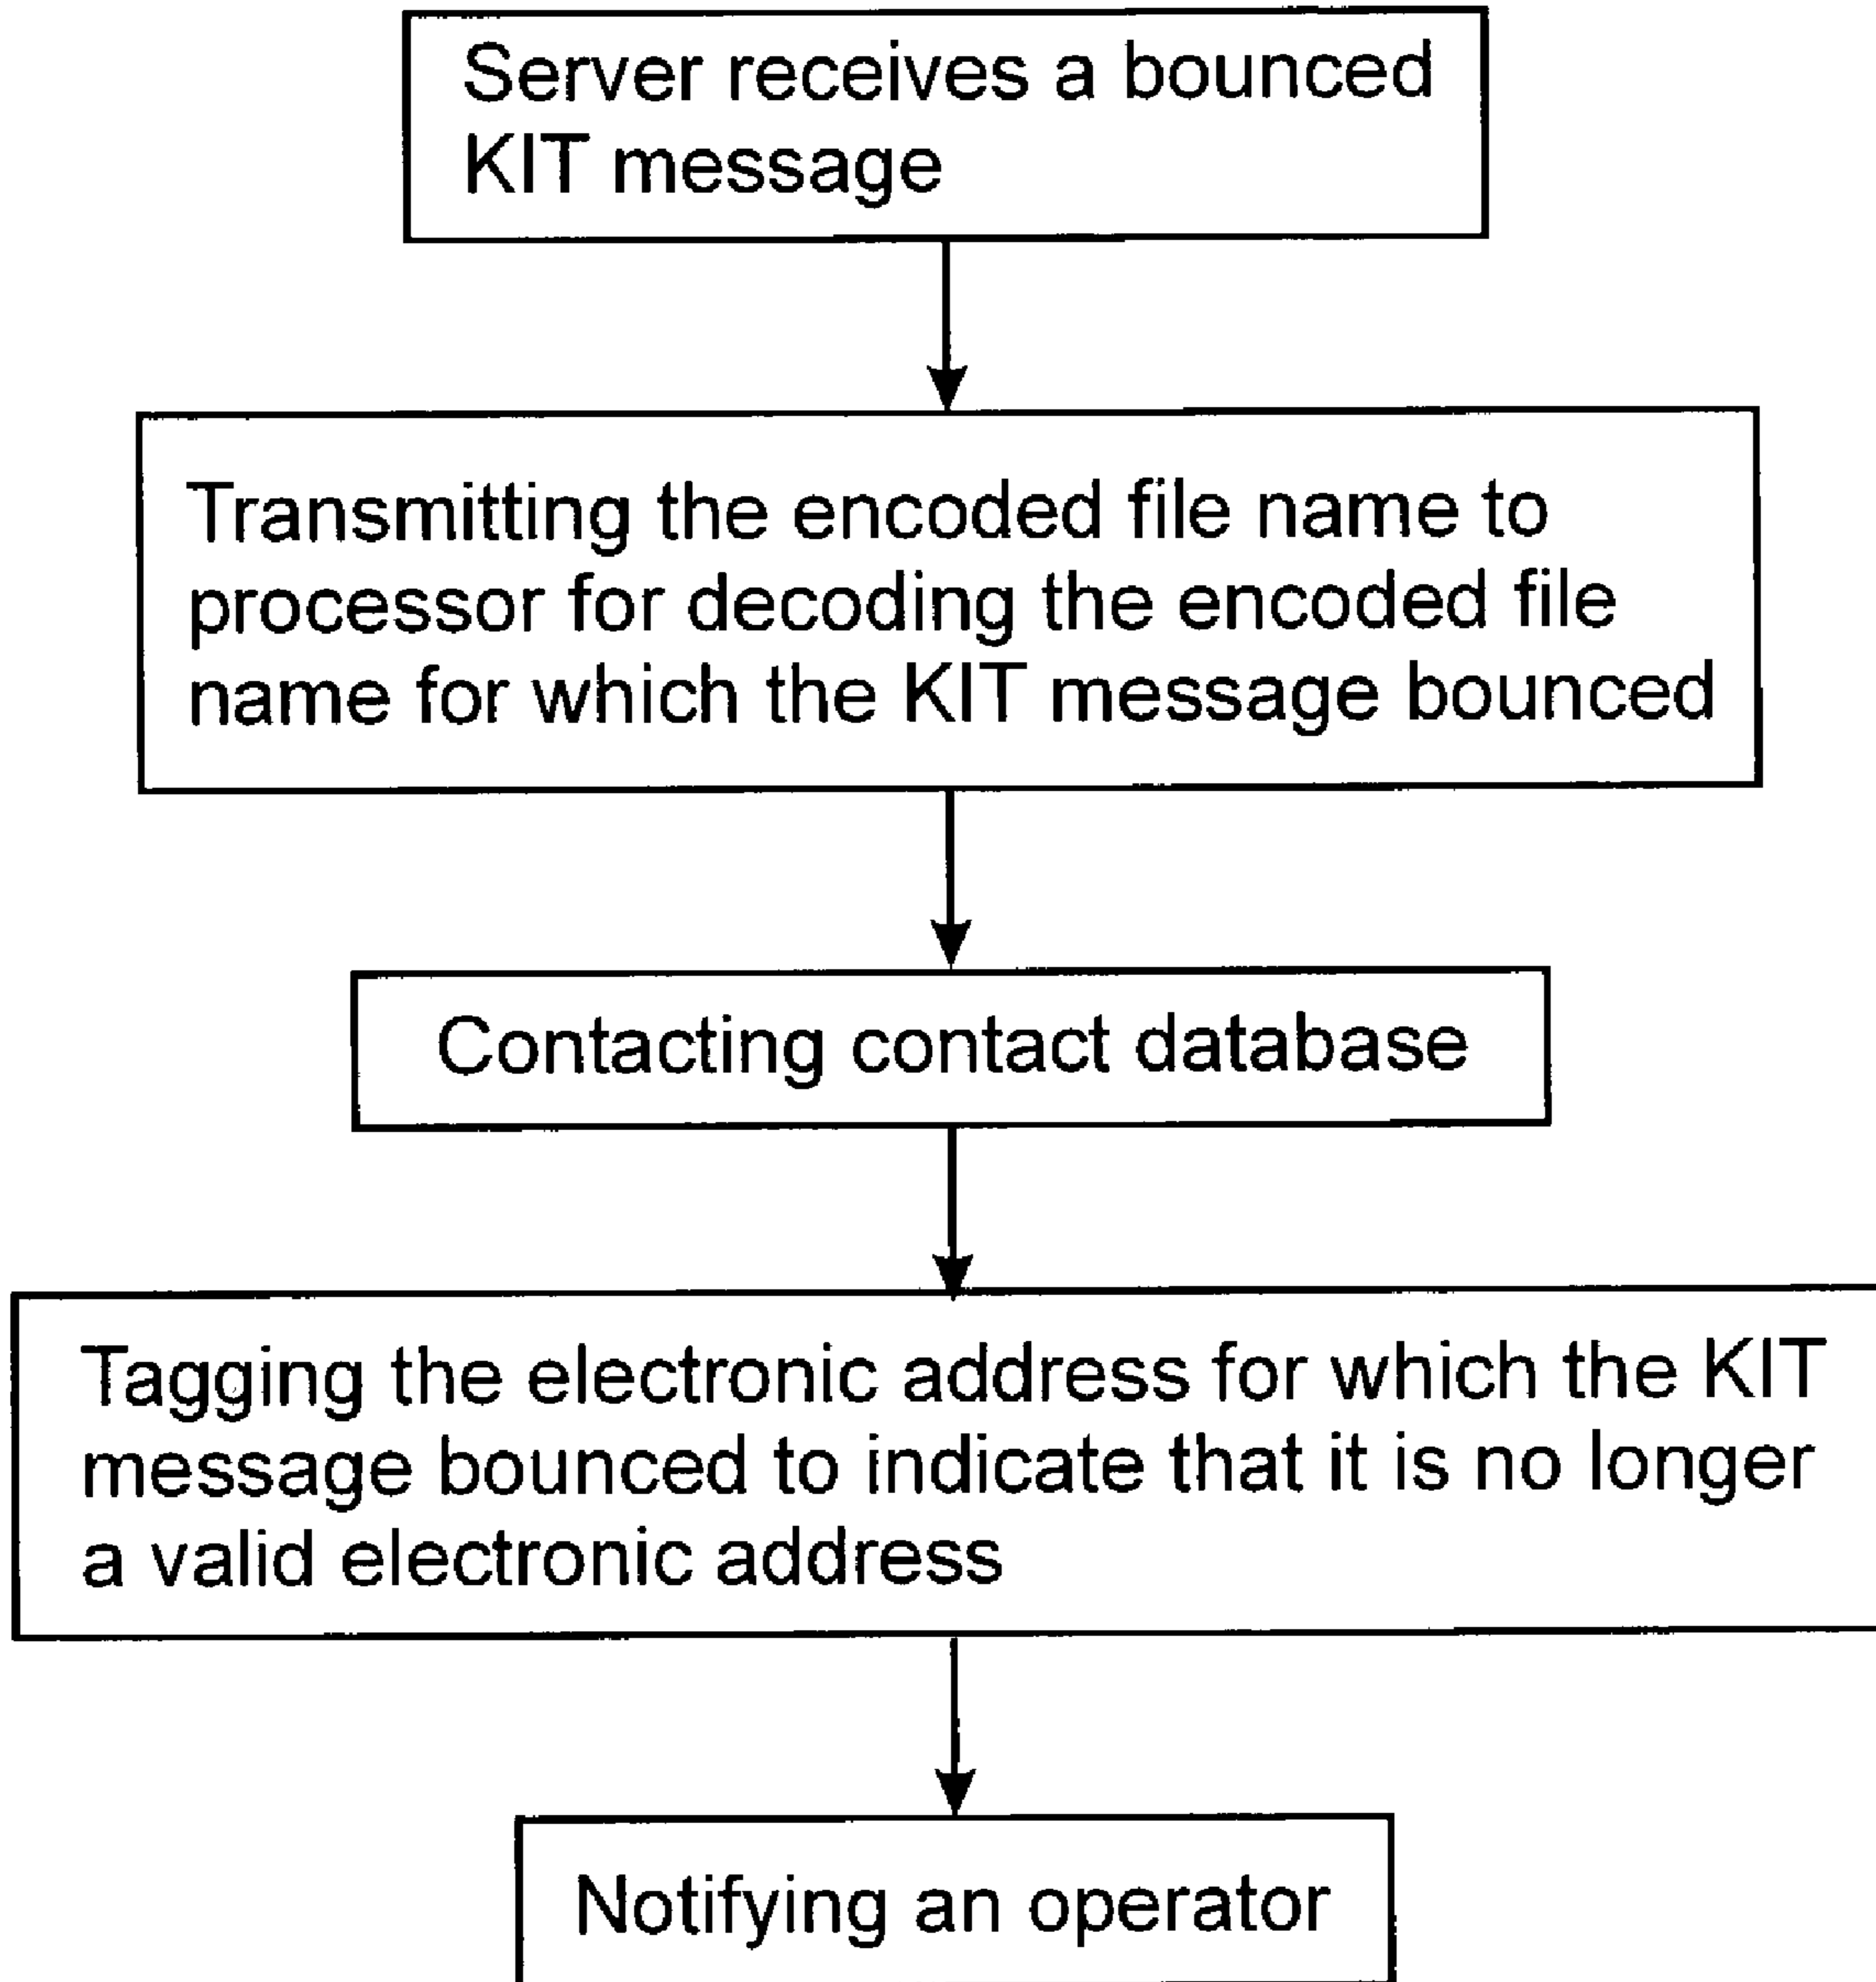 Server receives a bounced
KIT message
Transmitting the encoded file name to
processor for decoding the encoded file
name for which the KIT message bounced
Contacting contact database
Tagging the electronic address for which the KIT
message bounced to indicate that it is no longer
a valid electronic address
Notifying an operator